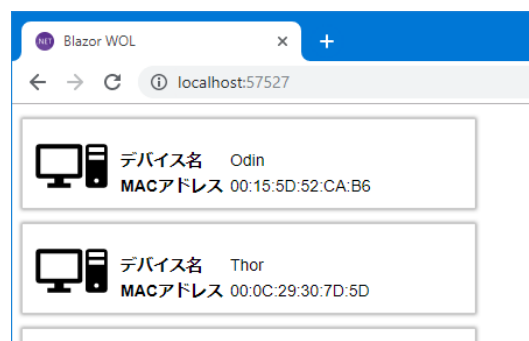 NET Blazor WOL
localhost:57527
デバイス名 Odin
MACアドレス 00:15:5D:52:CA:B6
デバイス名 Thor
MACアドレス 00:0C:29:30:7D:5D